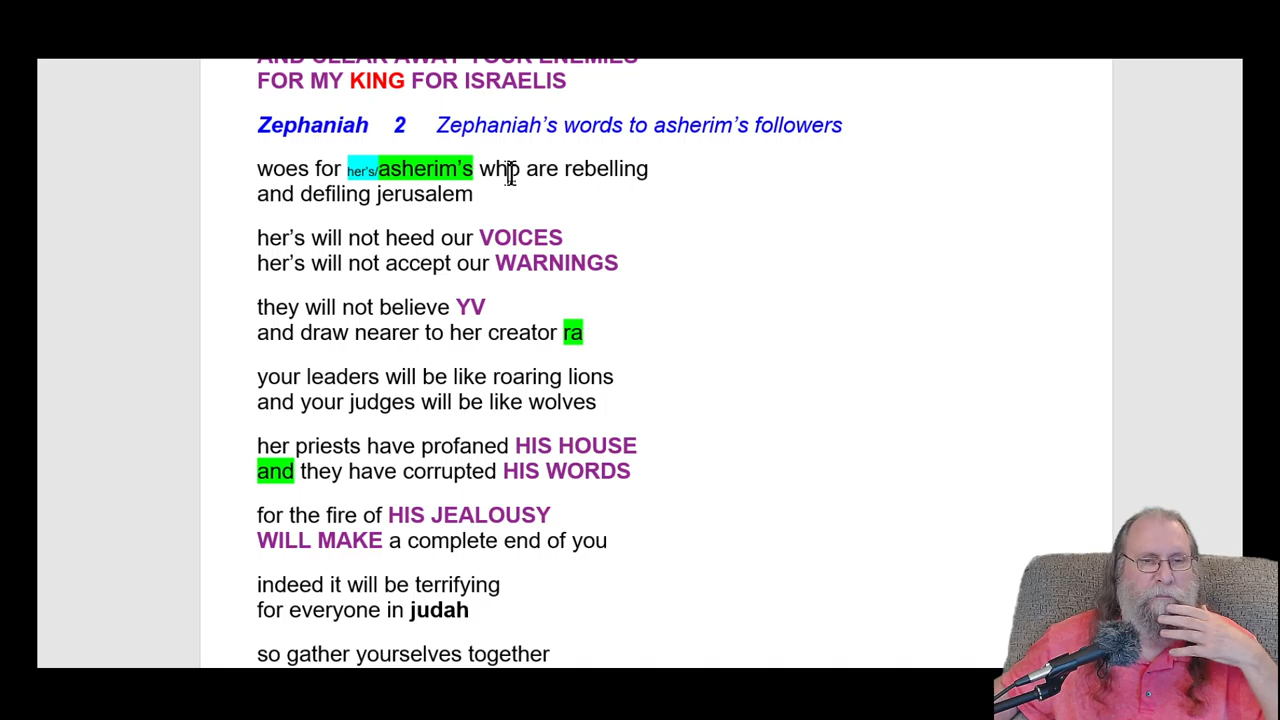 AND CLEAR AWAY YOUR ENEMIES
FOR MY KING FOR ISRAELIS
Zephaniah 2 Zephaniah's words to asherim's followers
woes for her's/asherim's who are rebelling
and defiling jerusalem
her's will not heed our VOICES
her's will not accept our WARNINGS
they will not believe YV
and draw nearer to her creator ra
your leaders will be like roaring lions
and your judges will be like wolves
her priests have profaned HIS HOUSE
and they have corrupted HIS WORDS
for the fire of HIS JEALOUSY
WILL MAKE a complete end of you
indeed it will be terrifying
for everyone in judah
so gather yourselves together